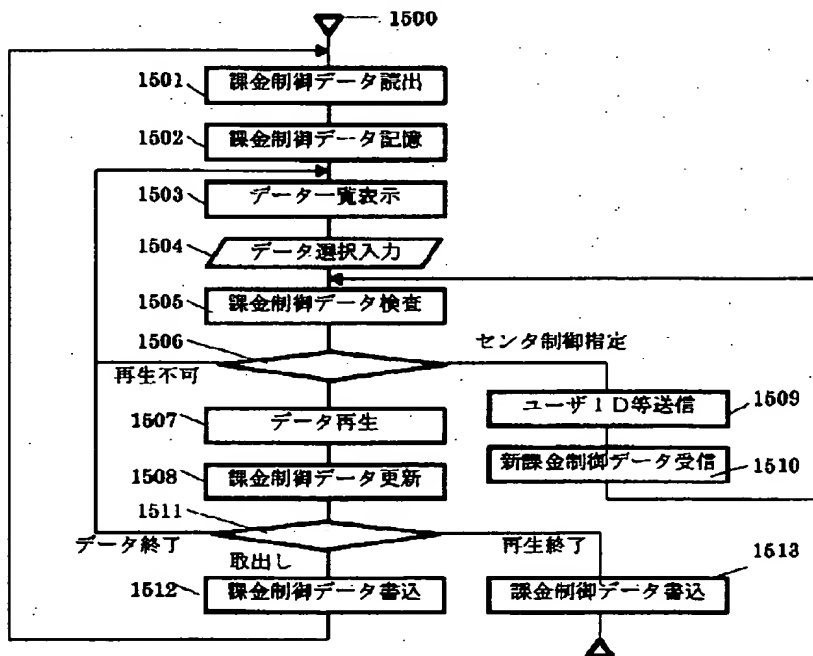 1500
1501 課金制御データ読出
1502 課金制御データ記憶
1503 データ一覧表示
1504 データ選択入力
1505 課金制御データ検査
1506 センタ制御指定
再生不可
1507 データ再生 ユーザID等送信 1509
1508 課金制御データ更新 新課金制御データ受信 1510
1511
データ終了 取出し 再生終了 1513
1512 課金制御データ書込 課金制御データ書込